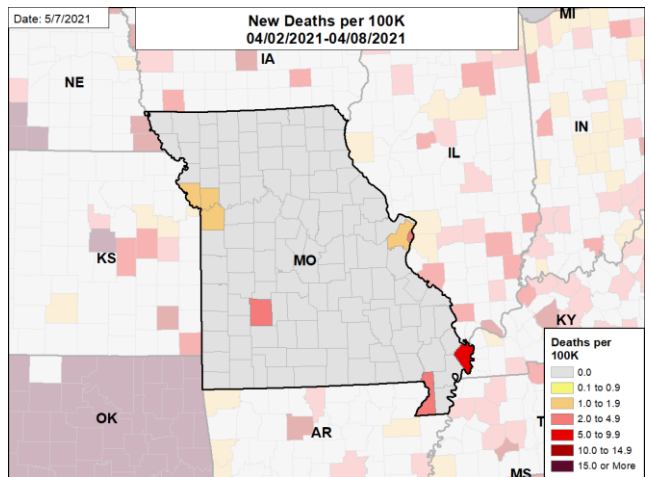 Date: 5/7/2021
New Deaths per 100K
04/02/2021-04/08/2021
MI
NE
IA
IN
IL
KS
MO
KY
OK
AR
T
MS
Deaths per
100K
0.0
0.1 to 0.9
1.0 to 1.9
2.0 to 4.9
5.0 to 9.9
10.0 to 14.9
15.0 or More